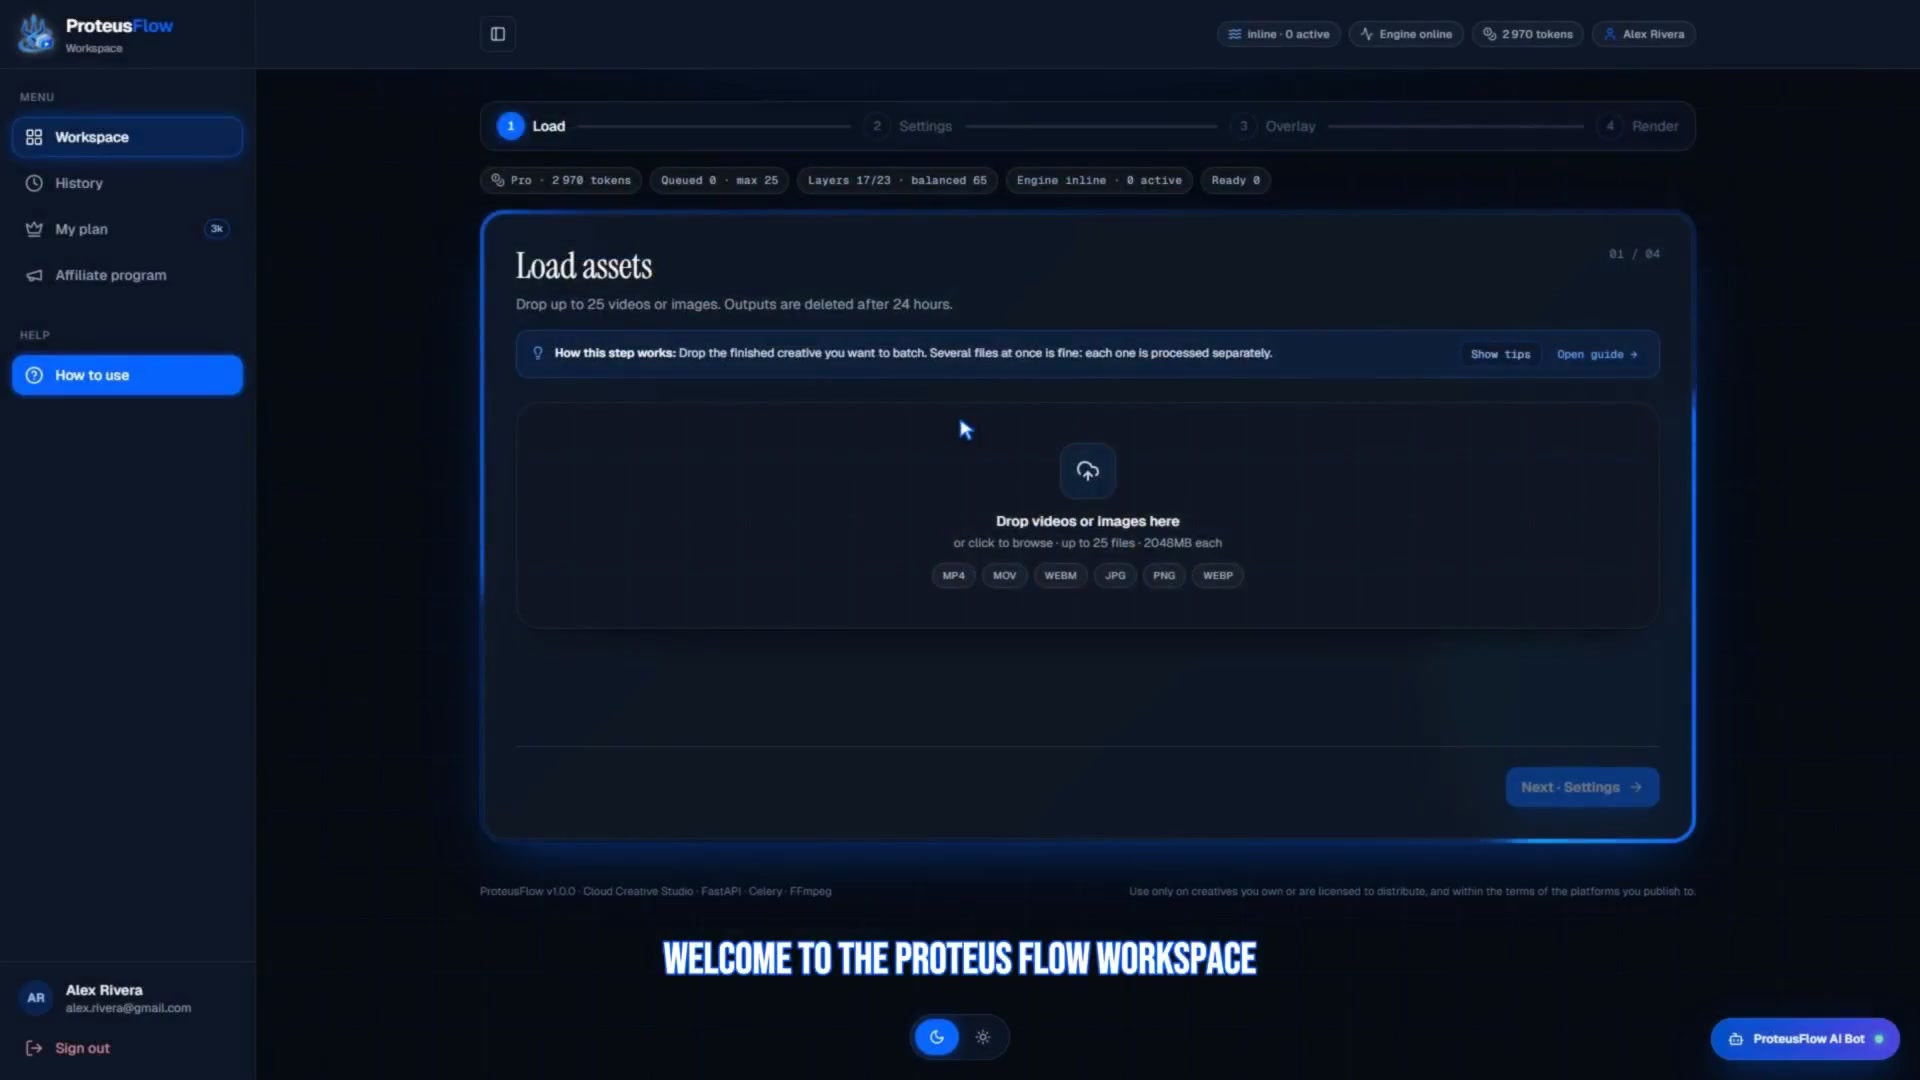 ProteusFlow
Workspace
inline · 0 active
Engine online
2 970 tokens
Alex Rivera
MENU
Workspace
History
My plan
3k
Affiliate program
HELP
How to use
1 Load
2 Settings
3 Overlay
4 Render
Pro · 2 970 tokens
Queued 0 · max 25
Layers 17/23 · balanced 65
Engine inline · 0 active
Ready 0
Load assets
01 / 04
Drop up to 25 videos or images. Outputs are deleted after 24 hours.
How this step works: Drop the finished creative you want to batch. Several files at once is fine: each one is processed separately.
Show tips
Open guide →
Drop videos or images here
or click to browse · up to 25 files · 2048MB each
MP4
MOV
WEBM
JPG
PNG
WEBP
Next · Settings →
ProteusFlow v1.0.0 · Cloud Creative Studio · FastAPI · Celery · FFmpeg
Use only on creatives you own or are licensed to distribute, and within the terms of the platforms you publish to.
WELCOME TO THE PROTEUS FLOW WORKSPACE
AR
Alex Rivera
alex.rivera@gmail.com
Sign out
ProteusFlow AI Bot